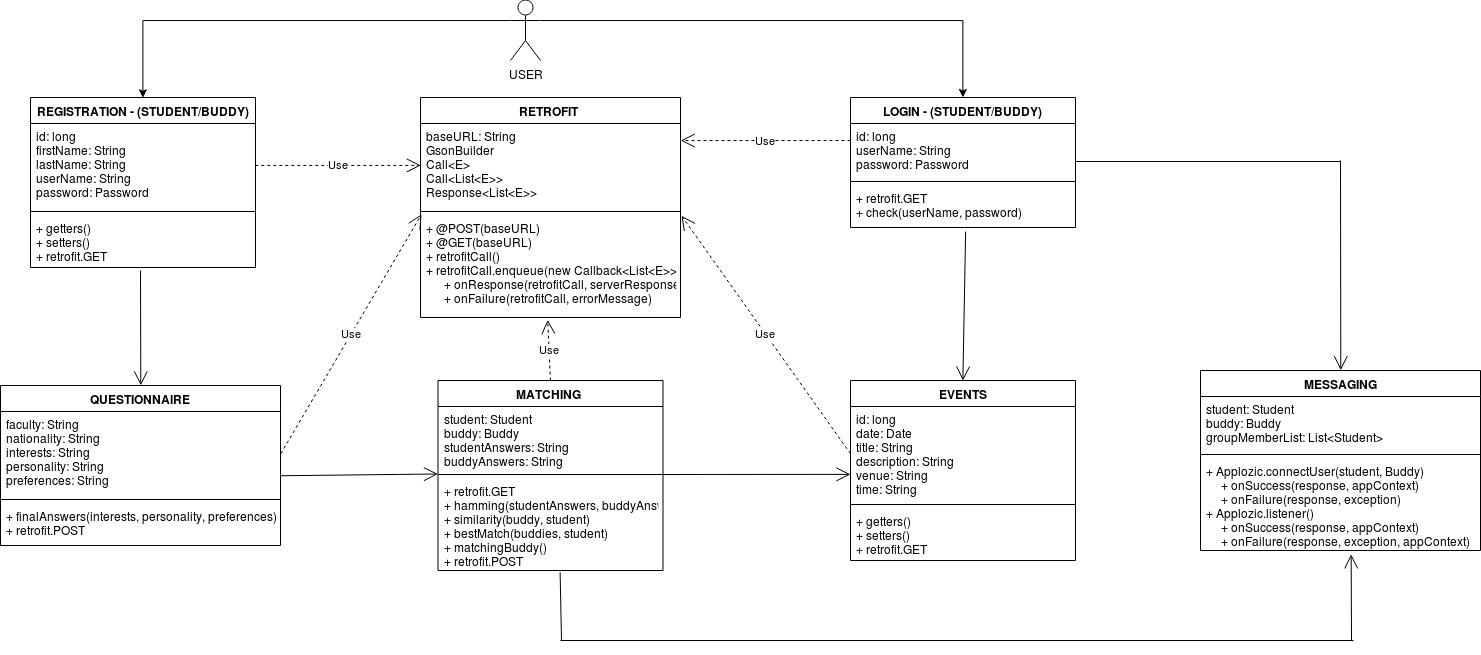 USER
REGISTRATION - (STUDENT/BUDDY)
id: long
firstName: String
lastName: String
userName: String
password: Password
+ getters()
+ setters()
+ retrofit.GET
Use
RETROFIT
baseURL: String
GsonBuilder
Call<E>
Call<List<E>>
Response<List<E>>
+ @POST(baseURL)
+ @GET(baseURL)
+ retrofitCall()
+ retrofitCall.enqueue(new Callback<List<E>>
+ onResponse(retrofitCall, serverResponse
+ onFailure(retrofitCall, errorMessage)
Use
LOGIN - (STUDENT/BUDDY)
id: long
userName: String
password: Password
+ retrofit.GET
+ check(userName, password)
Use
Use
Use
QUESTIONNAIRE
faculty: String
nationality: String
interests: String
personality: String
preferences: String
+ finalAnswers(interests, personality, preferences)
+ retrofit.POST
MATCHING
student: Student
buddy: Buddy
studentAnswers: String
buddyAnswers: String
+ retrofit.GET
+ hamming(studentAnswers, buddyAns
+ similarity(buddy, student)
+ bestMatch(buddies, student)
+ matchingBuddy()
+ retrofit.POST
EVENTS
id: long
date: Date
title: String
description: String
venue: String
time: String
+ getters()
+ setters()
+ retrofit.GET
MESSAGING
student: Student
buddy: Buddy
groupMemberList: List<Student>
+ Applozic.connectUser(student, Buddy)
+ onSuccess(response, appContext)
+ onFailure(response, exception)
+ Applozic.listener()
+ onSuccess(response, appContext)
+ onFailure(response, exception, appContext)